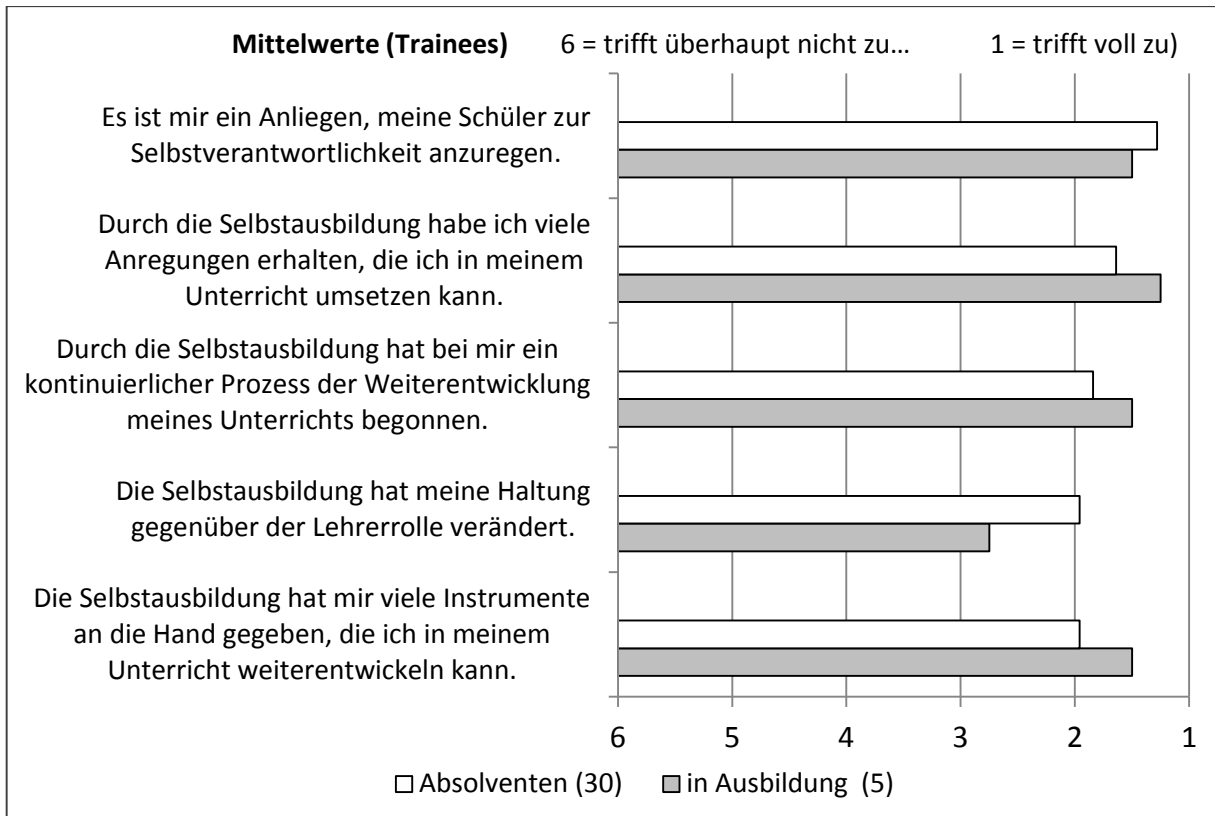 Mittelwerte (Trainees) 6 = trifft überhaupt nicht zu... 1 = trifft voll zu)
Es ist mir ein Anliegen, meine Schüler zur
Selbstverantwortlichkeit anzuregen.
Durch die Selbstausbildung habe ich viele
Anregungen erhalten, die ich in meinem
Unterricht umsetzen kann.
Durch die Selbstausbildung hat bei mir ein
kontinuierlicher Prozess der Weiterentwicklung
meines Unterrichts begonnen.
Die Selbstausbildung hat meine Haltung
gegenüber der Lehrerrolle verändert.
Die Selbstausbildung hat mir viele Instrumente
an die Hand gegeben, die ich in meinem
Unterricht weiterentwickeln kann.
6 5 4 3 2 1
Absolventen (30) in Ausbildung (5)